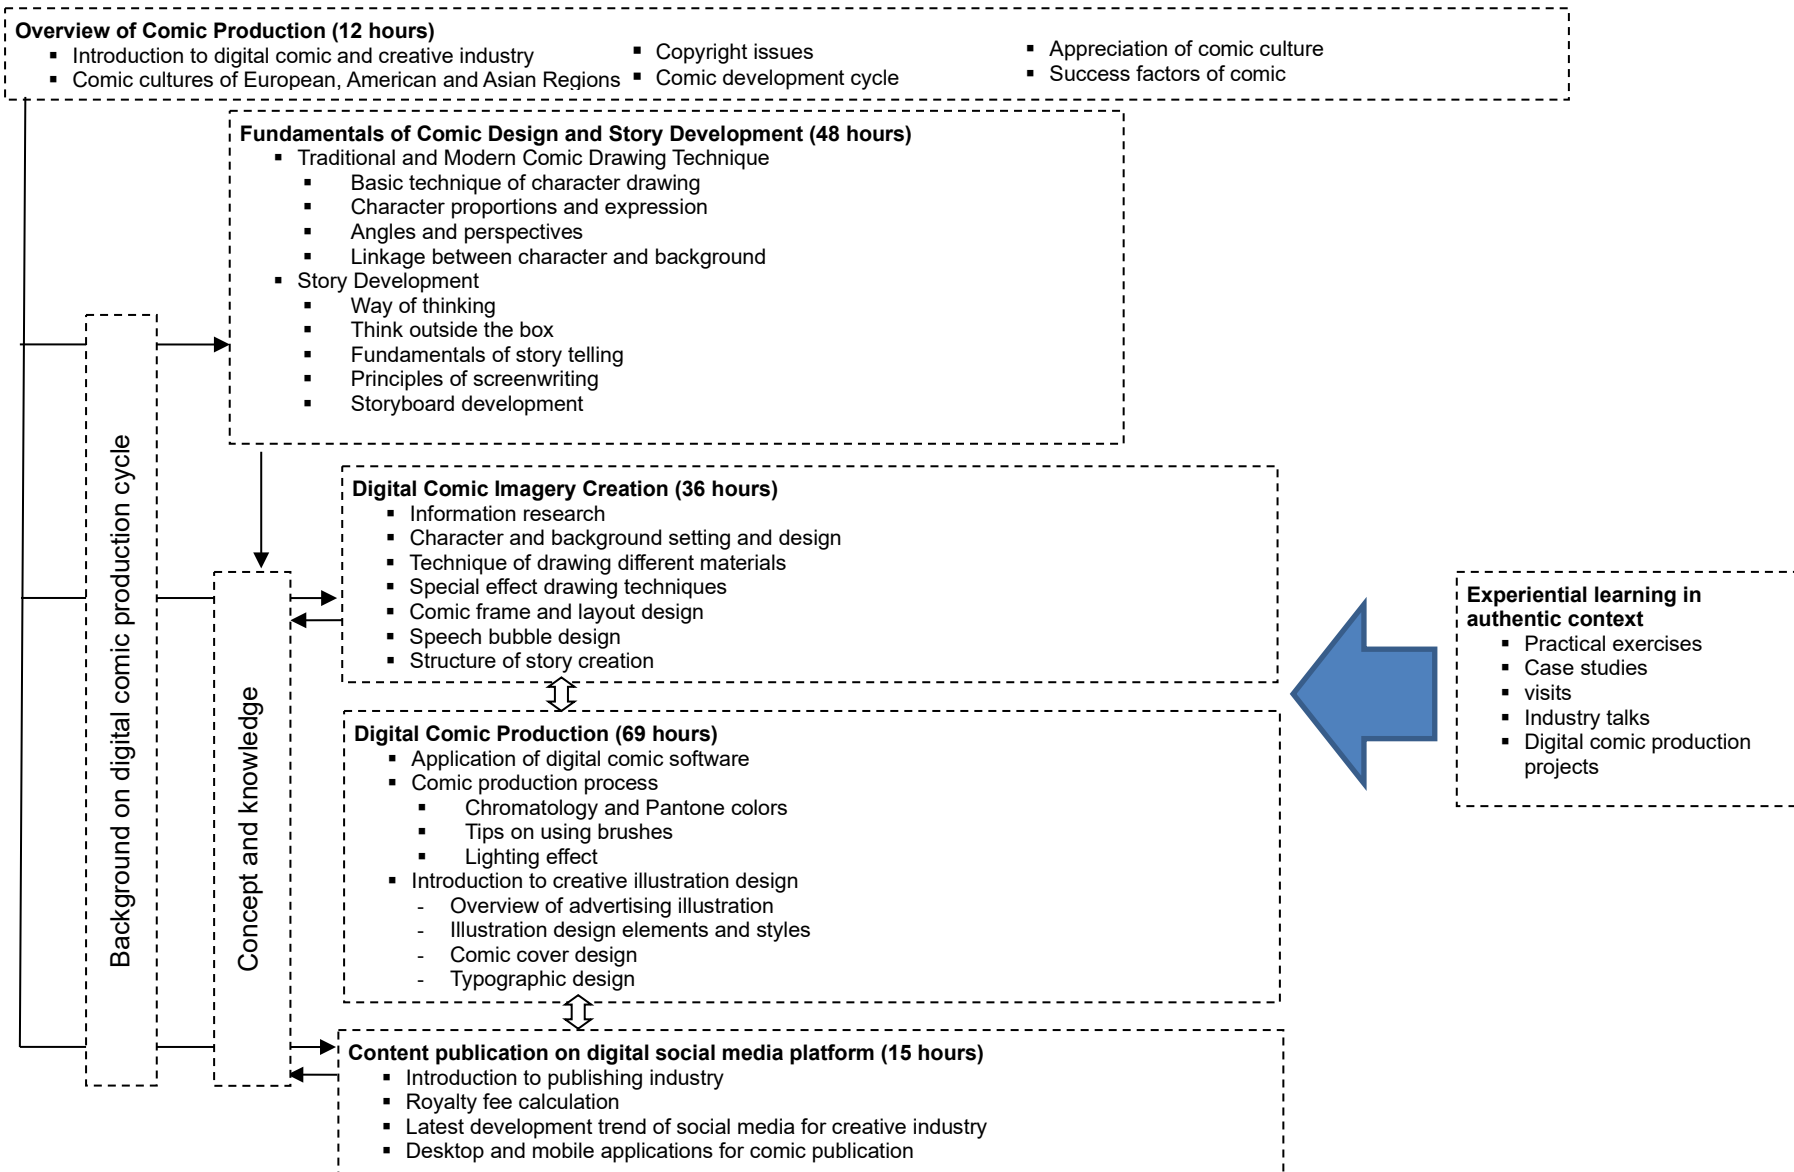 Overview of Comic Production (12 hours)
▪ Introduction to digital comic and creative industry
▪ Comic cultures of European, American and Asian Regions
▪ Copyright issues
▪ Comic development cycle
▪ Appreciation of comic culture
▪ Success factors of comic
Fundamentals of Comic Design and Story Development (48 hours)
▪ Traditional and Modern Comic Drawing Technique
▪ Basic technique of character drawing
▪ Character proportions and expression
▪ Angles and perspectives
▪ Linkage between character and background
▪ Story Development
▪ Way of thinking
▪ Think outside the box
▪ Fundamentals of story telling
▪ Principles of screenwriting
▪ Storyboard development
Background on digital comic production cycle
Concept and knowledge
Digital Comic Imagery Creation (36 hours)
▪ Information research
▪ Character and background setting and design
▪ Technique of drawing different materials
▪ Special effect drawing techniques
▪ Comic frame and layout design
▪ Speech bubble design
▪ Structure of story creation
Digital Comic Production (69 hours)
▪ Application of digital comic software
▪ Comic production process
▪ Chromatology and Pantone colors
▪ Tips on using brushes
▪ Lighting effect
▪ Introduction to creative illustration design
- Overview of advertising illustration
- Illustration design elements and styles
- Comic cover design
- Typographic design
Content publication on digital social media platform (15 hours)
▪ Introduction to publishing industry
▪ Royalty fee calculation
▪ Latest development trend of social media for creative industry
▪ Desktop and mobile applications for comic publication
Experiential learning in
authentic context
▪ Practical exercises
▪ Case studies
▪ visits
▪ Industry talks
▪ Digital comic production
projects